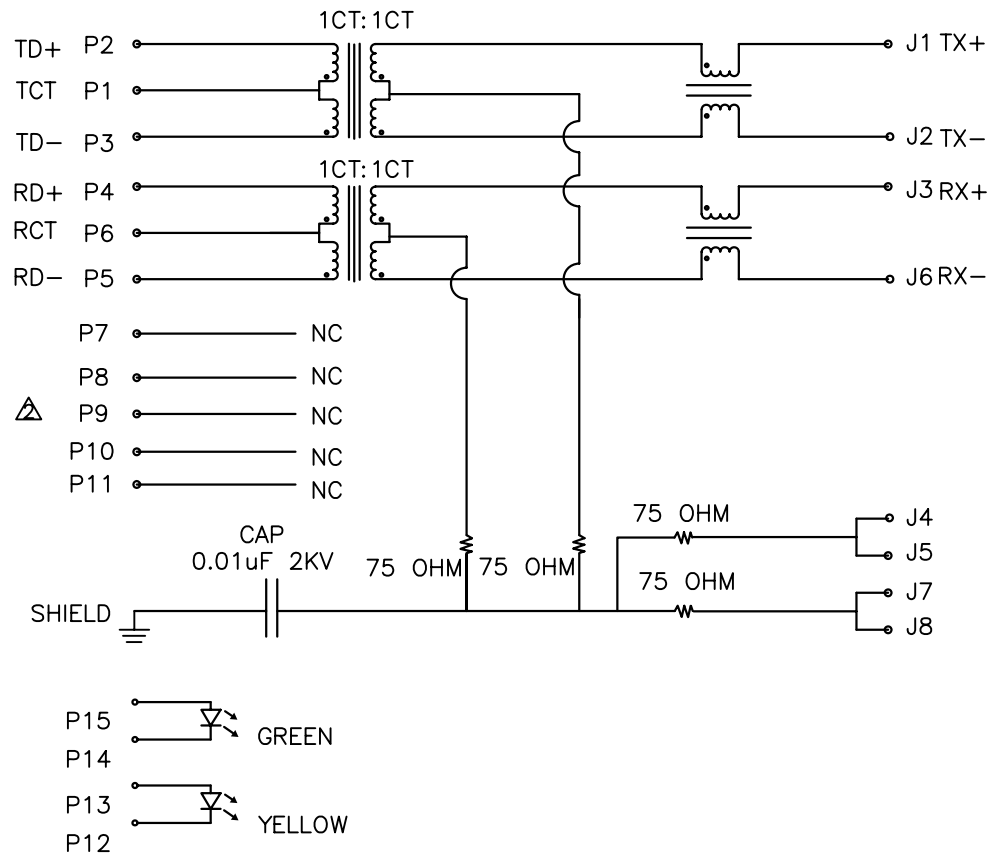 1CT: 1CT
TD+ P2
J1 TX+
TCT P1
TD− P3
J2 TX−
1CT: 1CT
RD+ P4
J3 RX+
RCT P6
RD− P5
J6 RX−
P7 NC
P8 NC
2 P9 NC
P10 NC
P11 NC
CAP
0.01uF 2KV
75 OHM
75 OHM
75 OHM
J4
J5
75 OHM
J7
J8
SHIELD
P15
GREEN
P14
P13
YELLOW
P12